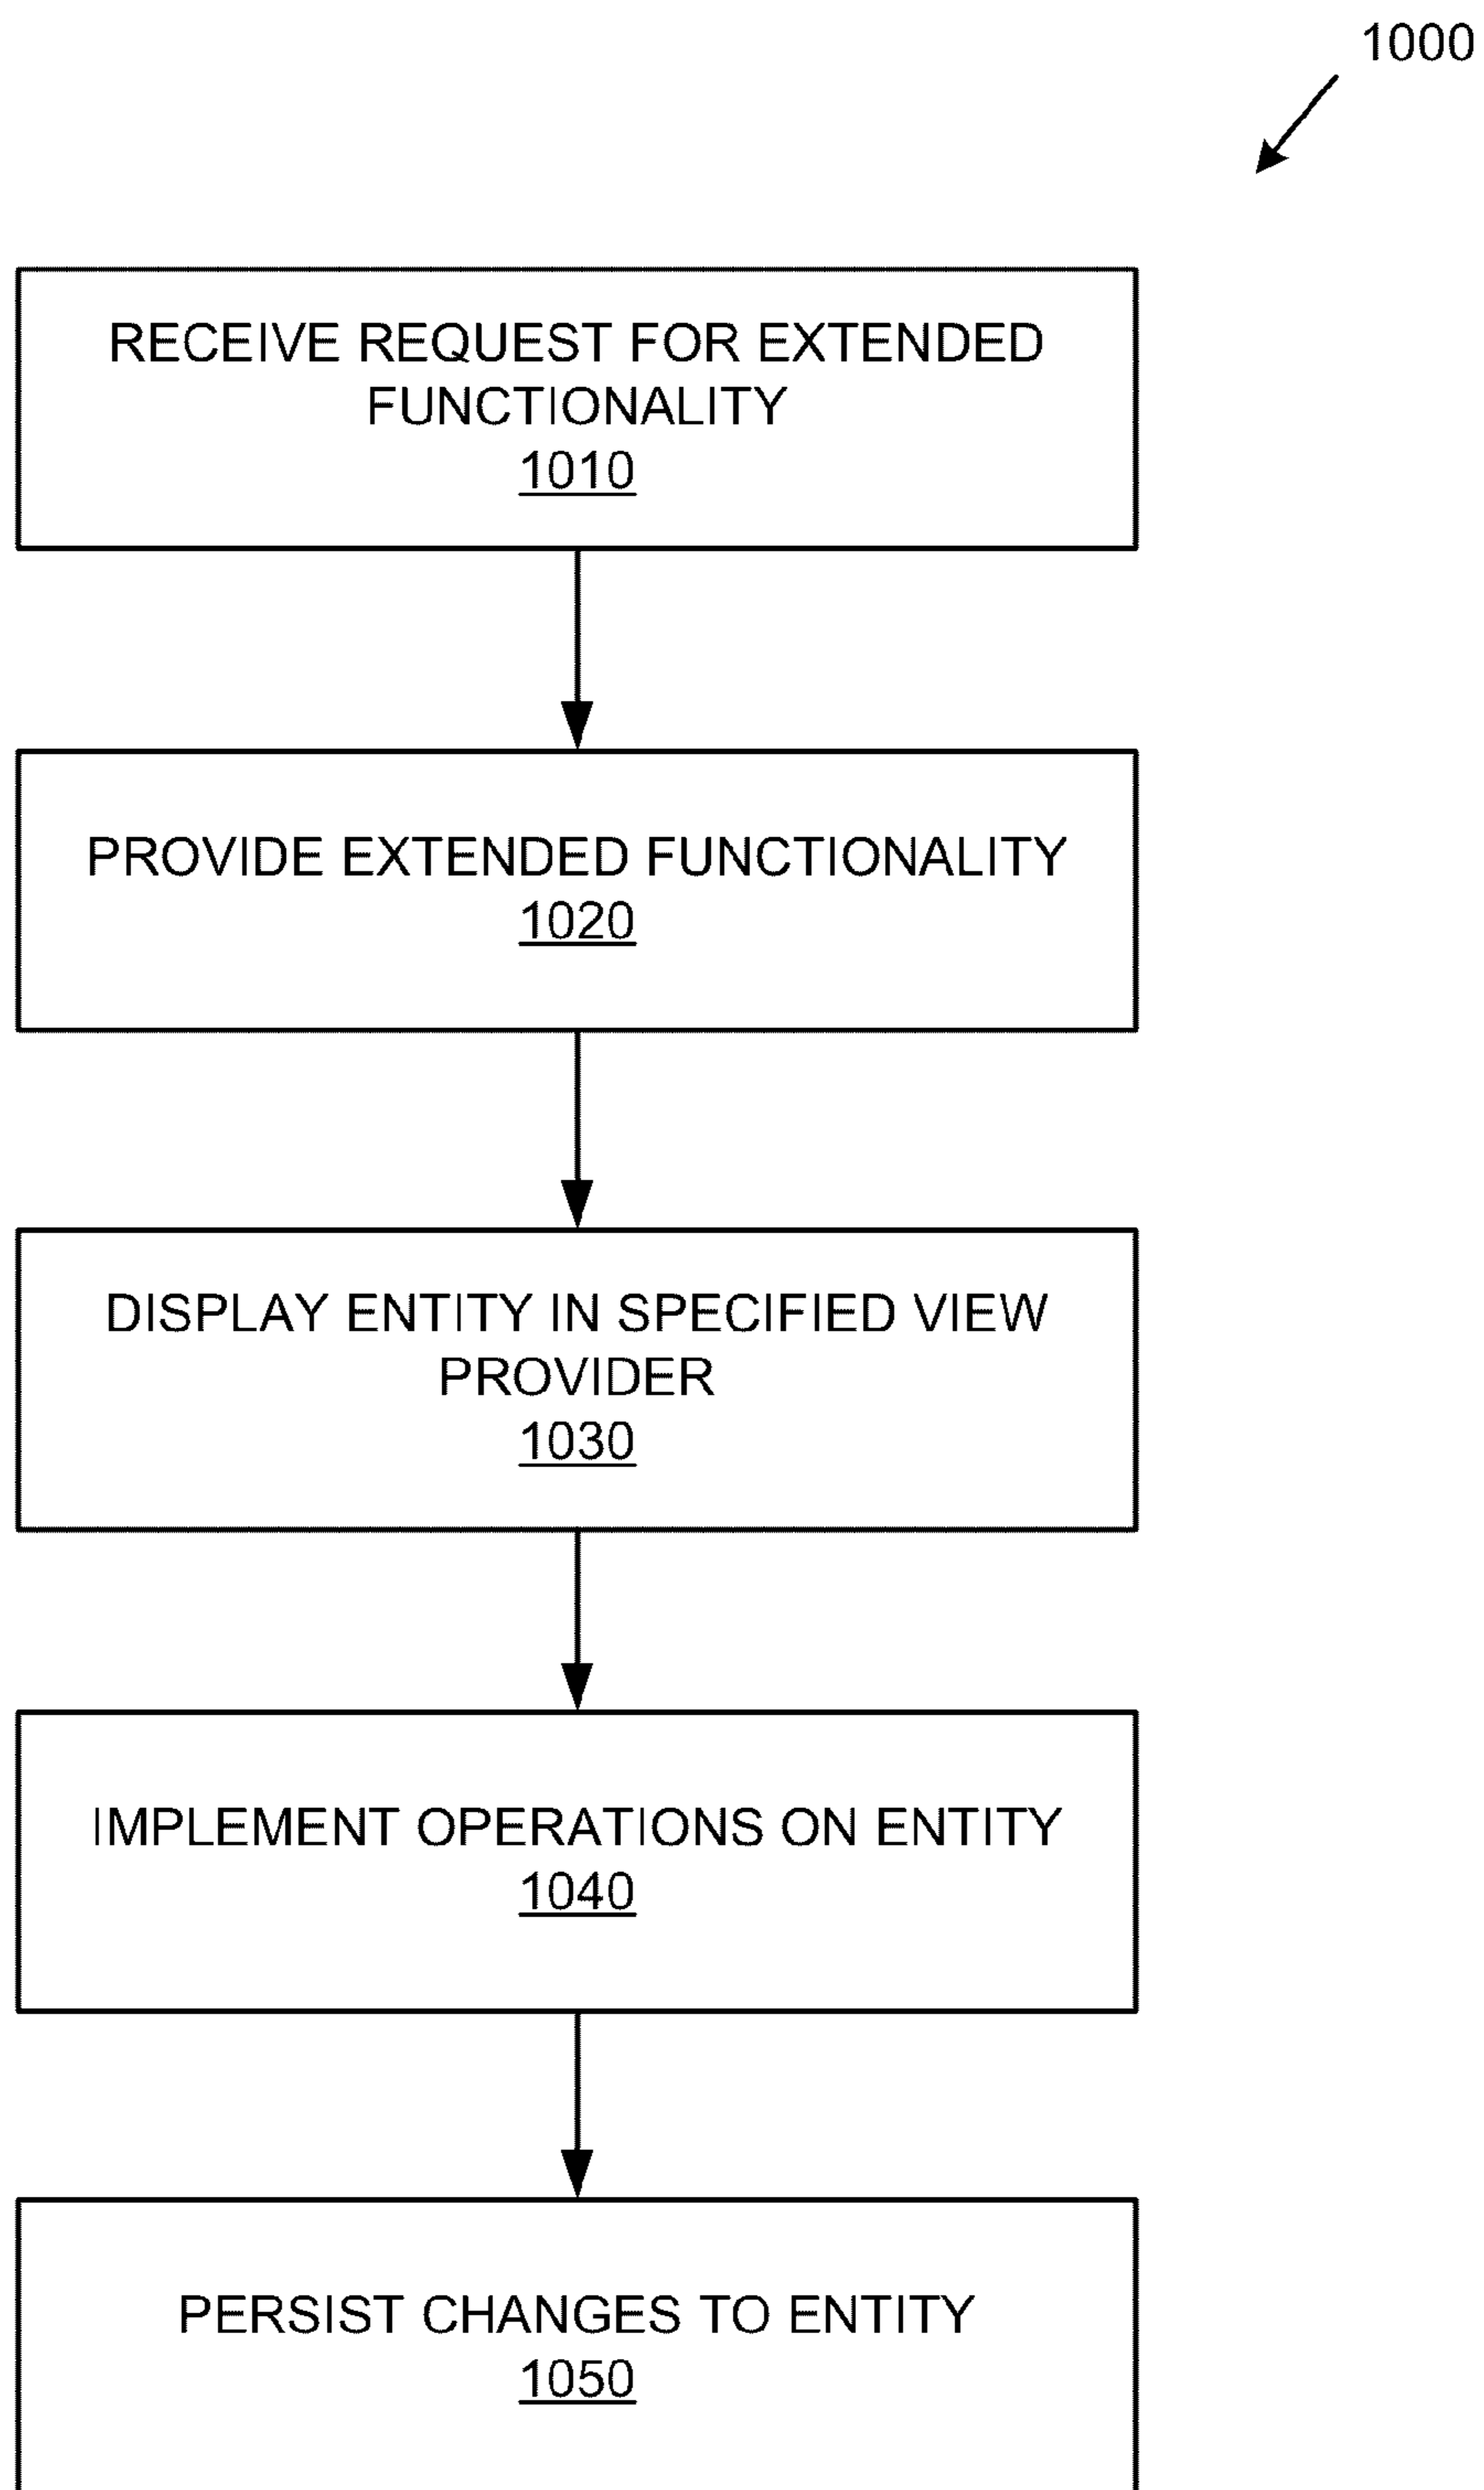 1000
RECEIVE REQUEST FOR EXTENDED
FUNCTIONALITY
1010
PROVIDE EXTENDED FUNCTIONALITY
1020
DISPLAY ENTITY IN SPECIFIED VIEW
PROVIDER
1030
IMPLEMENT OPERATIONS ON ENTITY
1040
PERSIST CHANGES TO ENTITY
1050